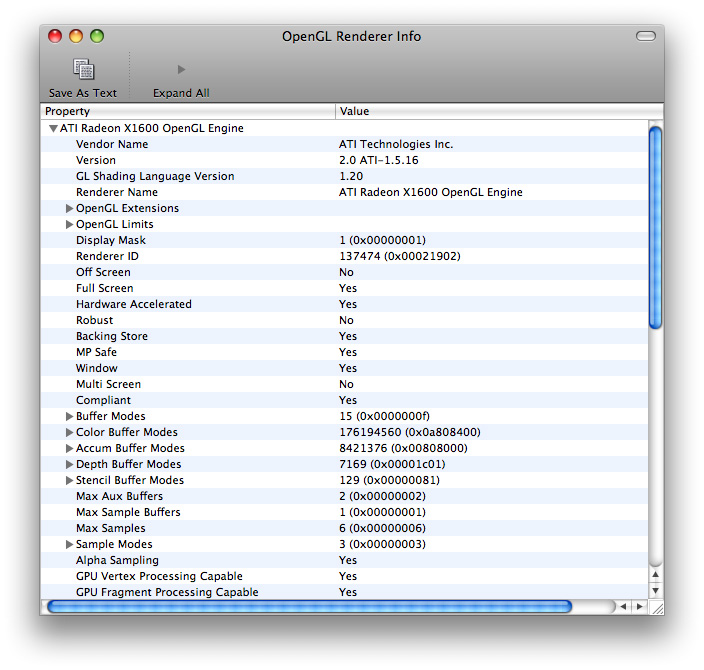 OpenGL Renderer Info
Save As Text Expand All
Property Value
ATI Radeon X1600 OpenGL Engine
Vendor Name ATI Technologies Inc.
Version 2.0 ATI-1.5.16
GL Shading Language Version 1.20
Renderer Name ATI Radeon X1600 OpenGL Engine
OpenGL Extensions
OpenGL Limits
Display Mask 1 (0x00000001)
Renderer ID 137474 (0x00021902)
Off Screen No
Full Screen Yes
Hardware Accelerated Yes
Robust No
Backing Store Yes
MP Safe Yes
Window Yes
Multi Screen No
Compliant Yes
Buffer Modes 15 (0x0000000f)
Color Buffer Modes 176194560 (0x0a808400)
Accum Buffer Modes 8421376 (0x00808000)
Depth Buffer Modes 7169 (0x00001c01)
Stencil Buffer Modes 129 (0x00000081)
Max Aux Buffers 2 (0x00000002)
Max Sample Buffers 1 (0x00000001)
Max Samples 6 (0x00000006)
Sample Modes 3 (0x00000003)
Alpha Sampling Yes
GPU Vertex Processing Capable Yes
GPU Fragment Processing Capable Yes